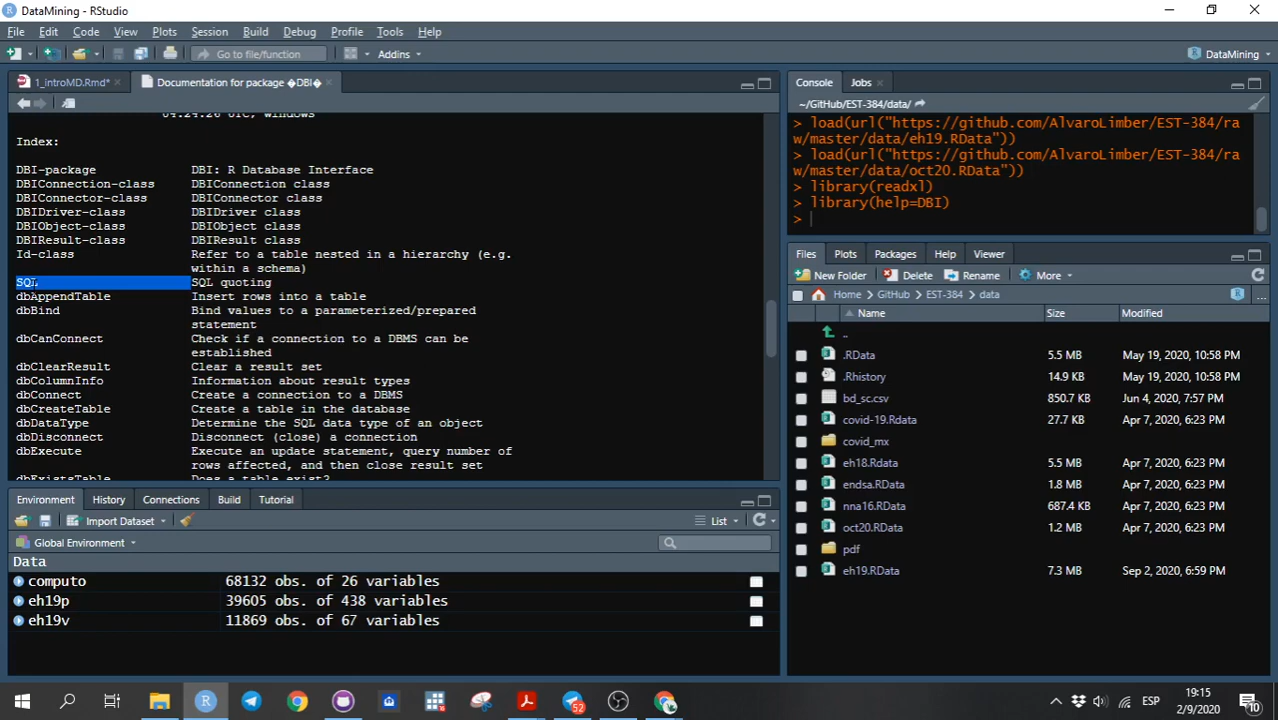 DataMining - RStudio
File Edit Code View Plots Session Build Debug Profile Tools Help
Go to file/function Addins DataMining
1_introMD.Rmd* Documentation for package �DBI�
04:24:26 UTC; windows
Index:
DBI-package DBI: R Database Interface
DBIConnection-class DBIConnection class
DBIConnector-class DBIConnector class
DBIDriver-class DBIDriver class
DBIObject-class DBIObject class
DBIResult-class DBIResult class
Id-class Refer to a table nested in a hierarchy (e.g.
within a schema)
SQL SQL quoting
dbAppendTable Insert rows into a table
dbBind Bind values to a parameterized/prepared
statement
dbCanConnect Check if a connection to a DBMS can be
established
dbClearResult Clear a result set
dbColumnInfo Information about result types
dbConnect Create a connection to a DBMS
dbCreateTable Create a table in the database
dbDataType Determine the SQL data type of an object
dbDisconnect Disconnect (close) a connection
dbExecute Execute an update statement, query number of
rows affected, and then close result set
dbExistsTable Does a table exist?
Environment History Connections Build Tutorial
Import Dataset List
Global Environment
Data
computo 68132 obs. of 26 variables
eh19p 39605 obs. of 438 variables
eh19v 11869 obs. of 67 variables
Console Jobs
~/GitHub/EST-384/data/
> load(url("https://github.com/AlvaroLimber/EST-384/ra
w/master/data/eh19.RData"))
> load(url("https://github.com/AlvaroLimber/EST-384/ra
w/master/data/oct20.RData"))
> library(readxl)
> library(help=DBI)
>
Files Plots Packages Help Viewer
New Folder Delete Rename More
Home GitHub EST-384 data ...
Name Size Modified
..
.RData 5.5 MB May 19, 2020, 10:58 PM
.Rhistory 14.9 KB May 19, 2020, 10:58 PM
bd_sc.csv 850.7 KB Jun 4, 2020, 7:57 PM
covid-19.Rdata 27.7 KB Apr 7, 2020, 6:23 PM
covid_mx
eh18.Rdata 5.5 MB Apr 7, 2020, 6:23 PM
endsa.RData 1.8 MB Apr 7, 2020, 6:23 PM
nna16.RData 687.4 KB Apr 7, 2020, 6:23 PM
oct20.RData 1.2 MB Apr 7, 2020, 6:23 PM
pdf
eh19.RData 7.3 MB Sep 2, 2020, 6:59 PM
52
ESP
19:15
2/9/2020
10